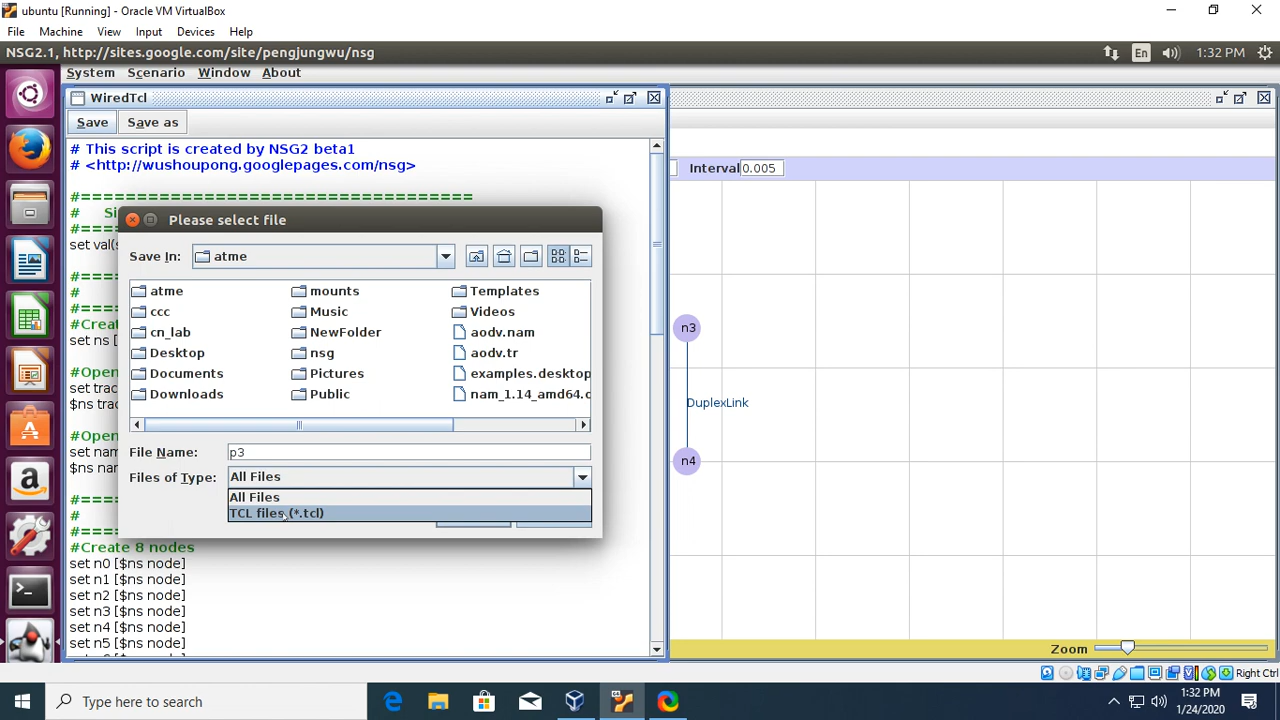 ubuntu [Running] - Oracle VM VirtualBox
File Machine View Input Devices Help
NSG2.1, http://sites.google.com/site/pengjungwu/nsg
En
1:32 PM
System Scenario Window About
WiredTcl
Save Save as
Interval 0.005
# This script is created by NSG2 beta1
# <http://wushoupong.googlepages.com/nsg>
#===================================
# Si
#===
set val(s
#===
#
#===
#Create
set ns [
#Open
set trac
$ns trac
#Open
set nam
$ns nam
#===
#
#===
#Create 8 nodes
set n0 [$ns node]
set n1 [$ns node]
set n2 [$ns node]
set n3 [$ns node]
set n4 [$ns node]
set n5 [$ns node]
Please select file
Save In: atme
atme mounts Templates
ccc Music Videos
cn_lab NewFolder aodv.nam
Desktop nsg aodv.tr
Documents Pictures examples.desktop
Downloads Public nam_1.14_amd64.c
File Name: p3
Files of Type: All Files
All Files
TCL files (*.tcl)
n3
DuplexLink
n4
Zoom
Right Ctrl
Type here to search
1:32 PM
1/24/2020